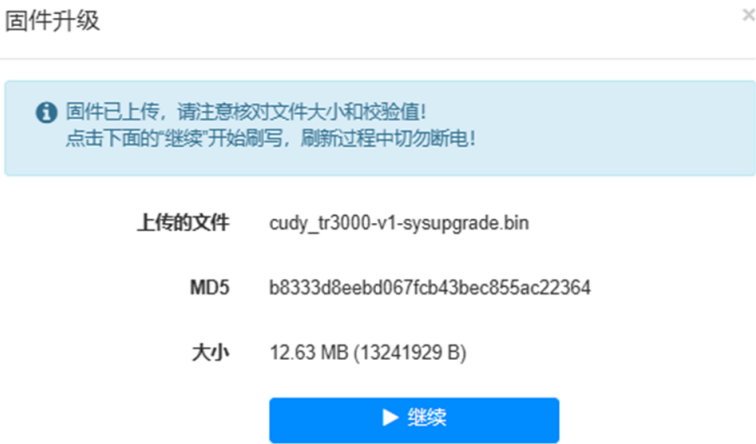 固件升级
×
固件已上传，请注意核对文件大小和校验值！
点击下面的“继续”开始刷写，刷新过程中切勿断电！
上传的文件 cudy_tr3000-v1-sysupgrade.bin
MD5 b8333d8eebd067fcb43bec855ac22364
大小 12.63 MB (13241929 B)
继续